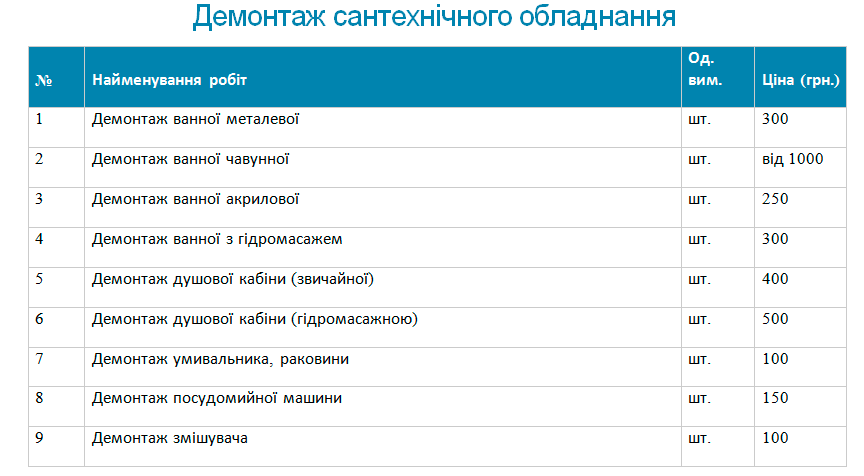 Демонтаж сантехнічного обладнання
№ Найменування робіт Од. вим. Ціна (грн.)
1 Демонтаж ванної металевої шт. 300
2 Демонтаж ванної чавунної шт. від 1000
3 Демонтаж ванної акрилової шт. 250
4 Демонтаж ванної з гідромасажем шт. 300
5 Демонтаж душової кабіни (звичайної) шт. 400
6 Демонтаж душової кабіни (гідромасажною) шт. 500
7 Демонтаж умивальника, раковини шт. 100
8 Демонтаж посудомийної машини шт. 150
9 Демонтаж змішувача шт. 100